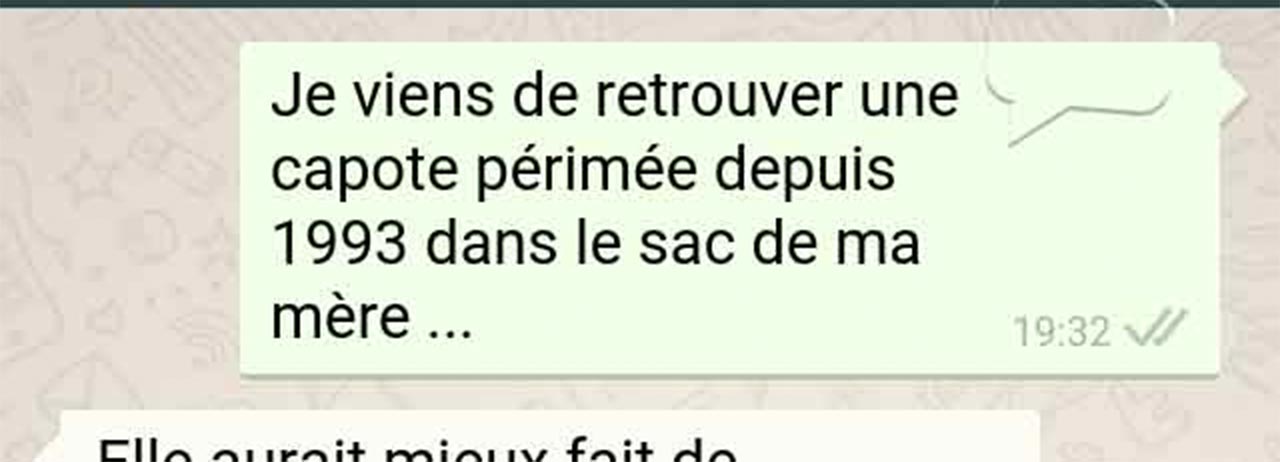 Je viens de retrouver une
capote périmée depuis
1993 dans le sac de ma
mère ...
19:32
Elle aurait mieux fait de